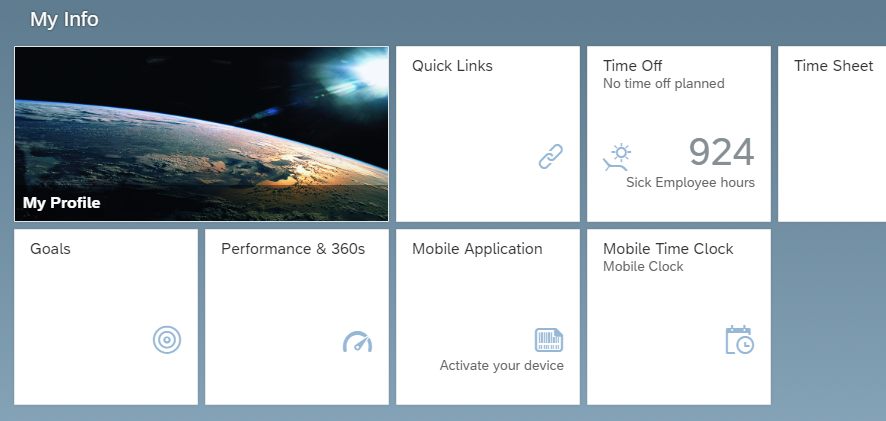 My Info
My Profile
Quick Links
Time Off
No time off planned
924
Sick Employee hours
Time Sheet
Goals
Performance & 360s
Mobile Application
Activate your device
Mobile Time Clock
Mobile Clock